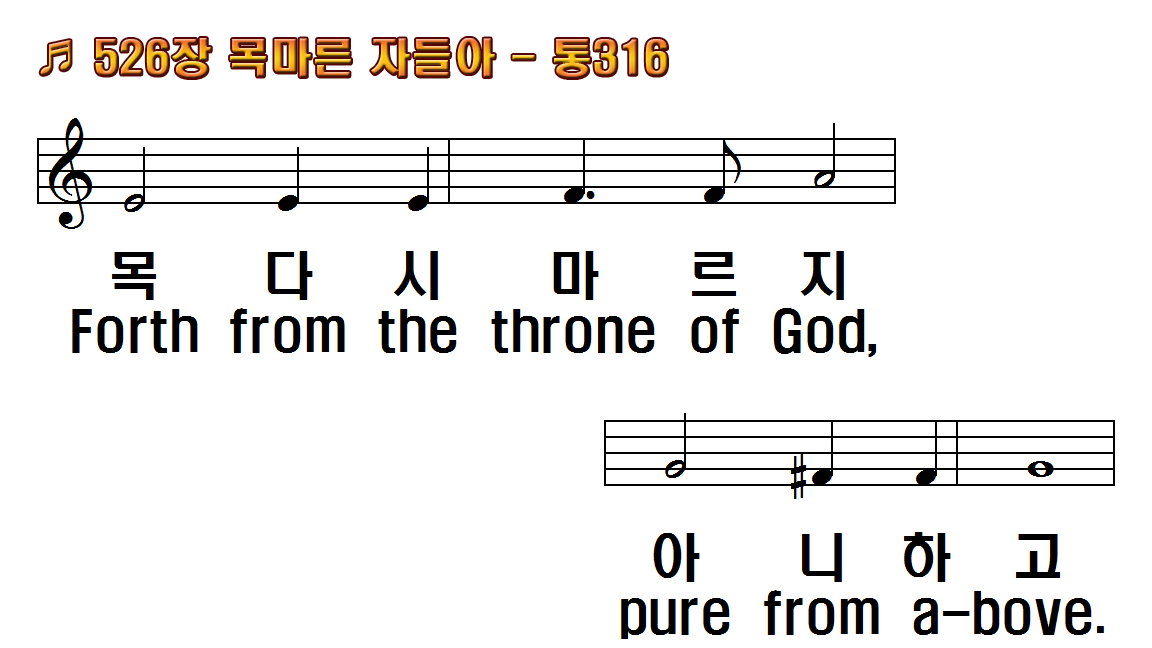 ♬ 526장 목마른 자들아 - 통316
목 다 시 마 르 지
Forth from the throne of God,
아 니 하 고
pure from a-bove.